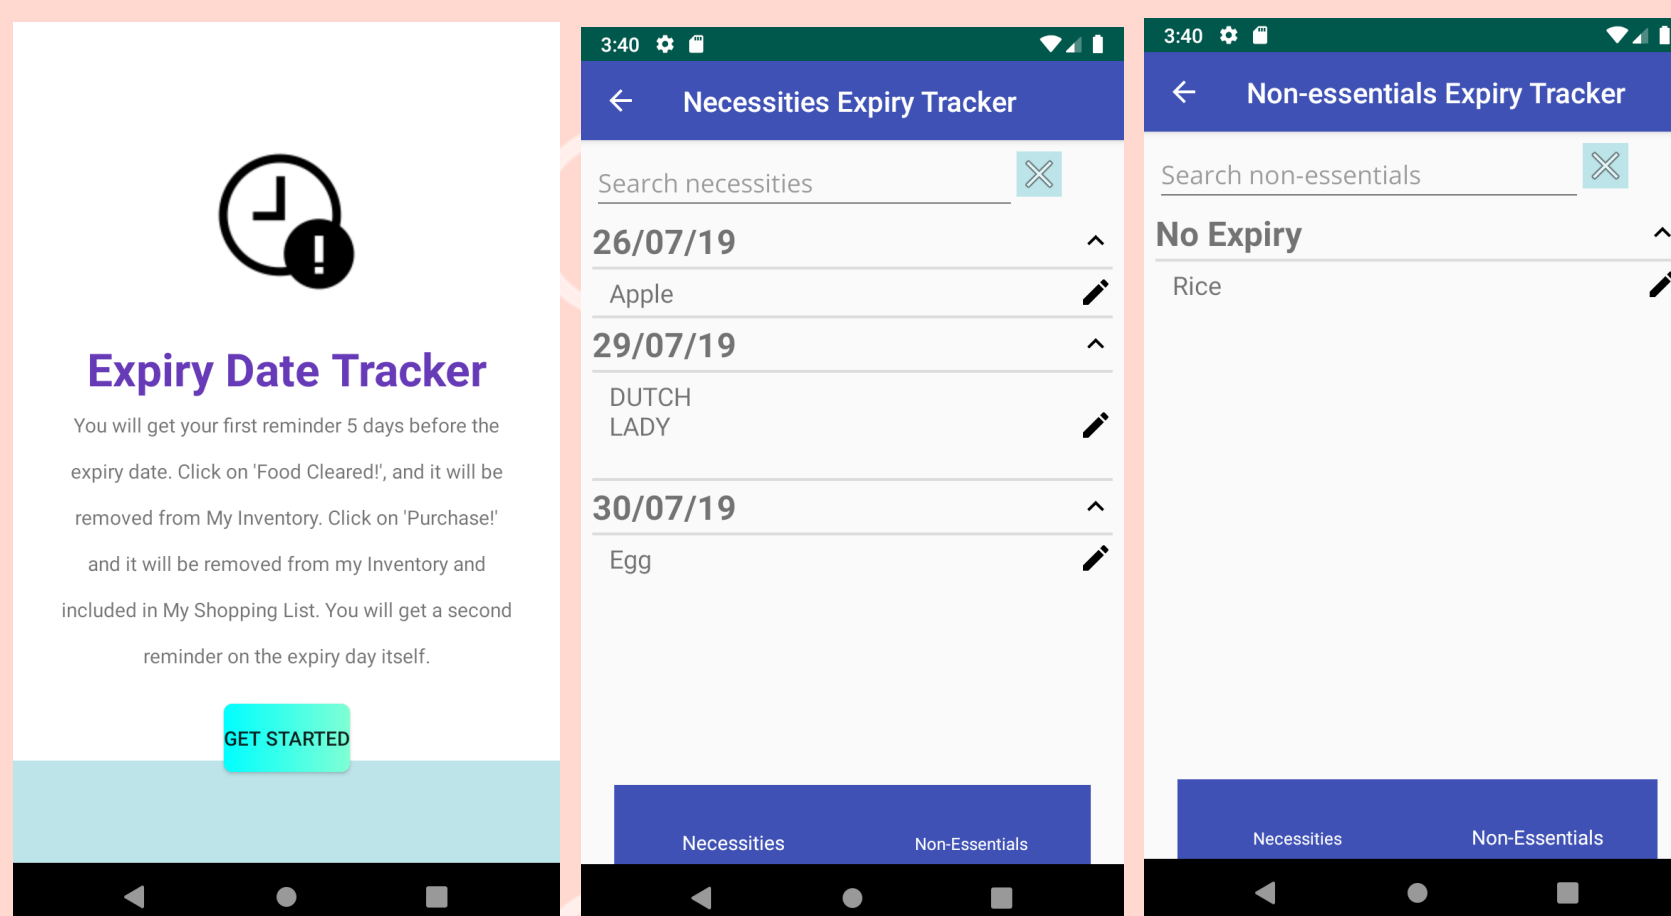 Expiry Date Tracker
You will get your first reminder 5 days before the
expiry date. Click on 'Food Cleared!', and it will be
removed from My Inventory. Click on 'Purchase!'
and it will be removed from my Inventory and
included in My Shopping List. You will get a second
reminder on the expiry day itself.
GET STARTED
3:40
Necessities Expiry Tracker
Search necessities
26/07/19
Apple
29/07/19
DUTCH
LADY
30/07/19
Egg
Necessities Non-Essentials
3:40
Non-essentials Expiry Tracker
Search non-essentials
No Expiry
Rice
Necessities Non-Essentials